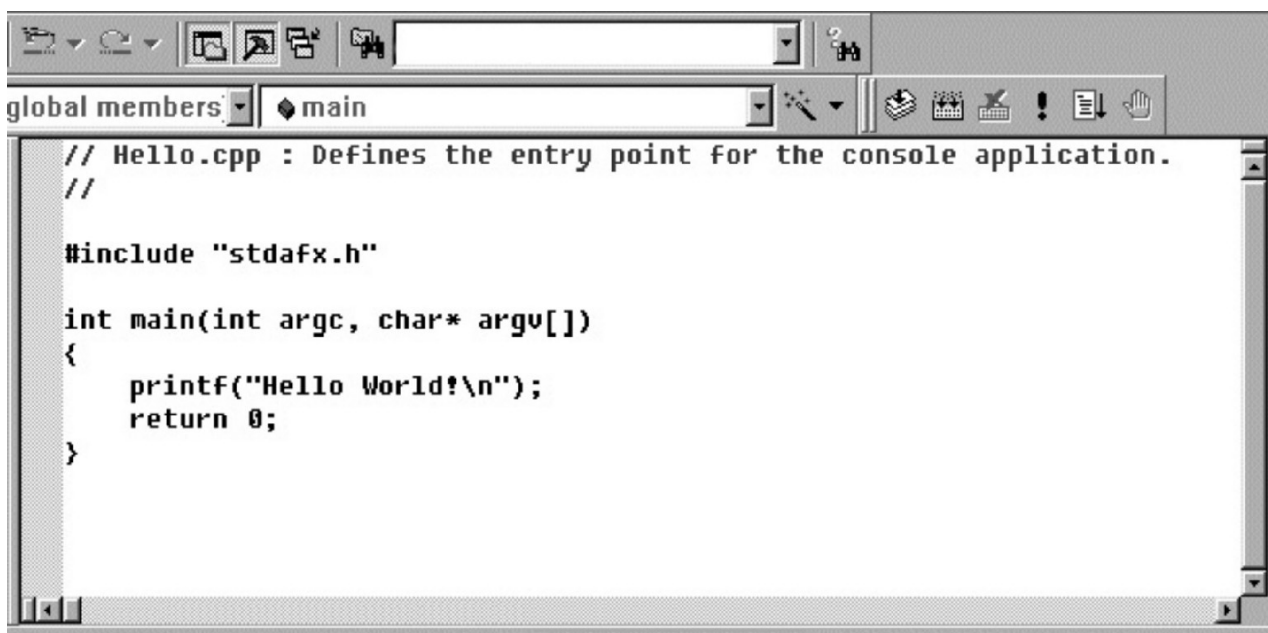 global members
main
// Hello.cpp : Defines the entry point for the console application.
//
#include "stdafx.h"
int main(int argc, char* argv[])
{
    printf("Hello World!\n");
    return 0;
}